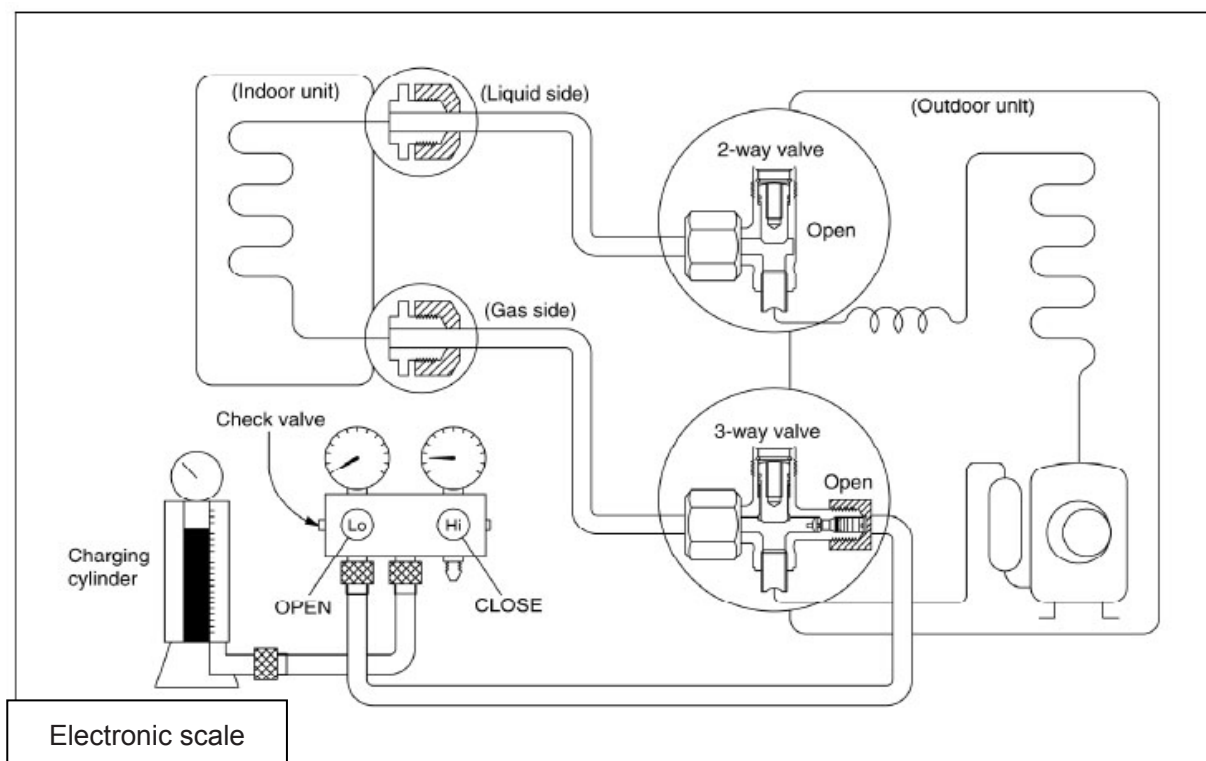 (Indoor unit)
(Liquid side)
(Outdoor unit)
2-way valve
Open
(Gas side)
Check valve
3-way valve
Open
Lo
Hi
Charging
cylinder
OPEN
CLOSE
Electronic scale